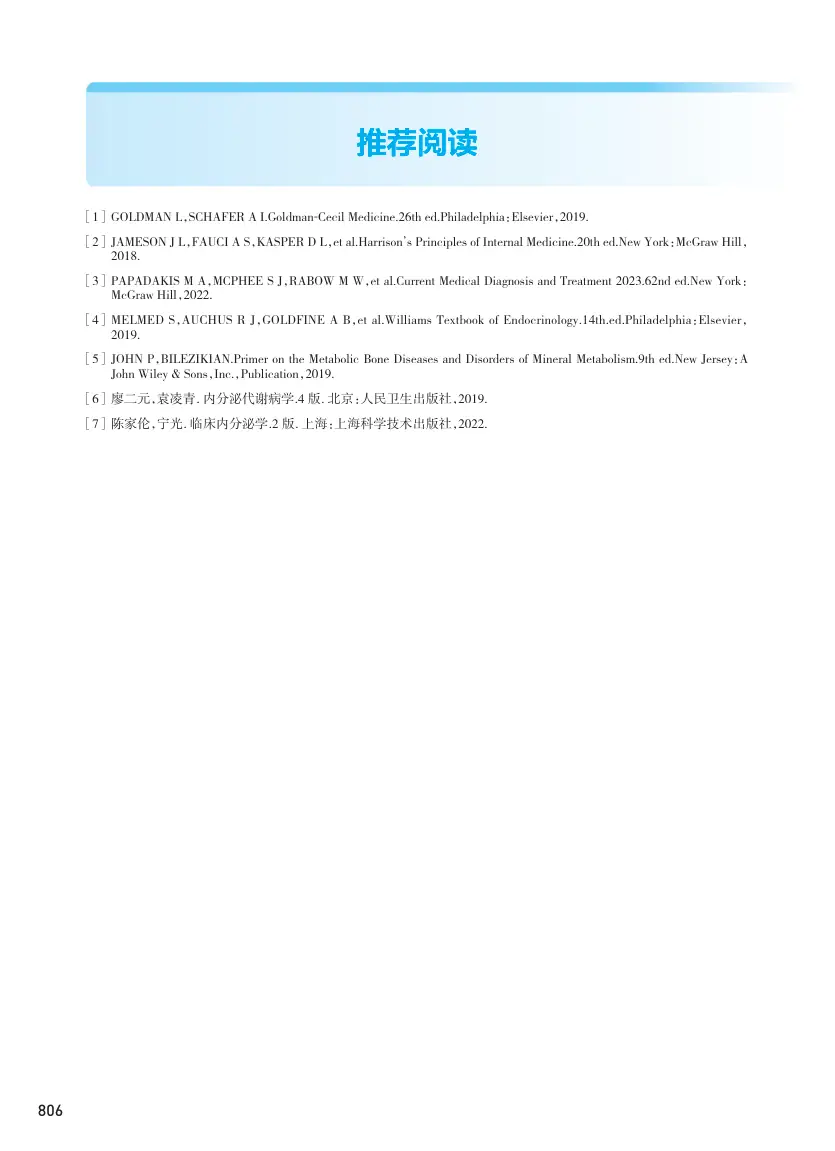 推荐阅读
［1］GOLDMAN L,SCHAFER A I.Goldman-Cecil Medicine.26th ed.Philadelphia：Elsevier,2019.
［2］JAMESON J L,FAUCI A S,KASPER D L,et al.Harrison's Principles of Internal Medicine.20th ed.New York：McGraw Hill,
2018.
［3］PAPADAKIS M A,MCPHEE S J,RABOW M W,et al.Current Medical Diagnosis and Treatment 2023.62nd ed.New York：
McGraw Hill,2022.
［4］MELMED S,AUCHUS R J,GOLDFINE A B,et al.Williams Textbook of Endocrinology.14th.ed.Philadelphia：Elsevier,
2019.
［5］JOHN P,BILEZIKIAN.Primer on the Metabolic Bone Diseases and Disorders of Mineral Metabolism.9th ed.New Jersey：A
John Wiley & Sons,Inc.,Publication,2019.
［6］廖二元,袁凌青. 内分泌代谢病学.4 版. 北京：人民卫生出版社,2019.
［7］陈家伦,宁光. 临床内分泌学.2 版. 上海：上海科学技术出版社,2022.
806